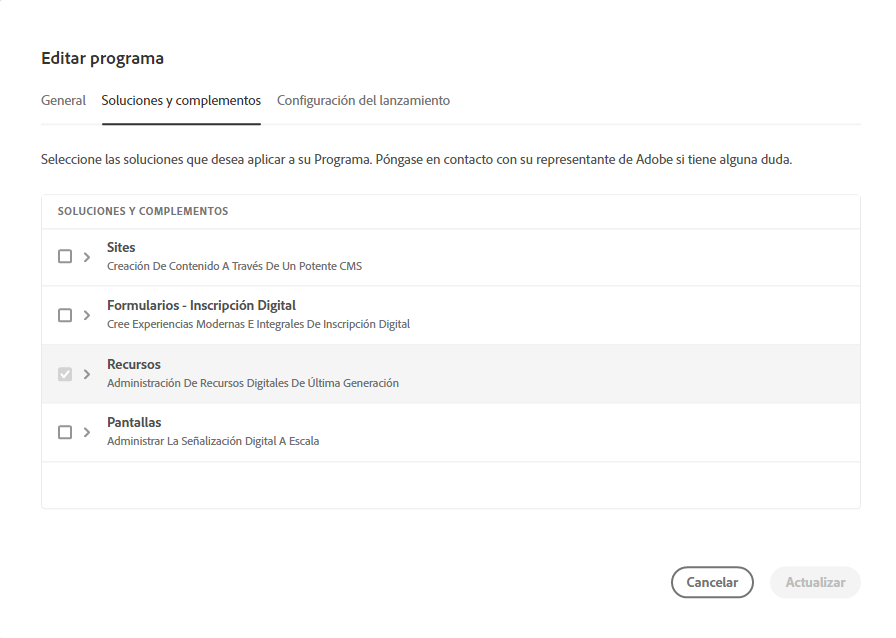 Editar programa
General Soluciones y complementos Configuración del lanzamiento
Seleccione las soluciones que desea aplicar a su Programa. Póngase en contacto con su representante de Adobe si tiene alguna duda.
SOLUCIONES Y COMPLEMENTOS
Sites
Creación De Contenido A Través De Un Potente CMS
Formularios - Inscripción Digital
Cree Experiencias Modernas E Integrales De Inscripción Digital
Recursos
Administración De Recursos Digitales De Última Generación
Pantallas
Administrar La Señalización Digital A Escala
Cancelar Actualizar